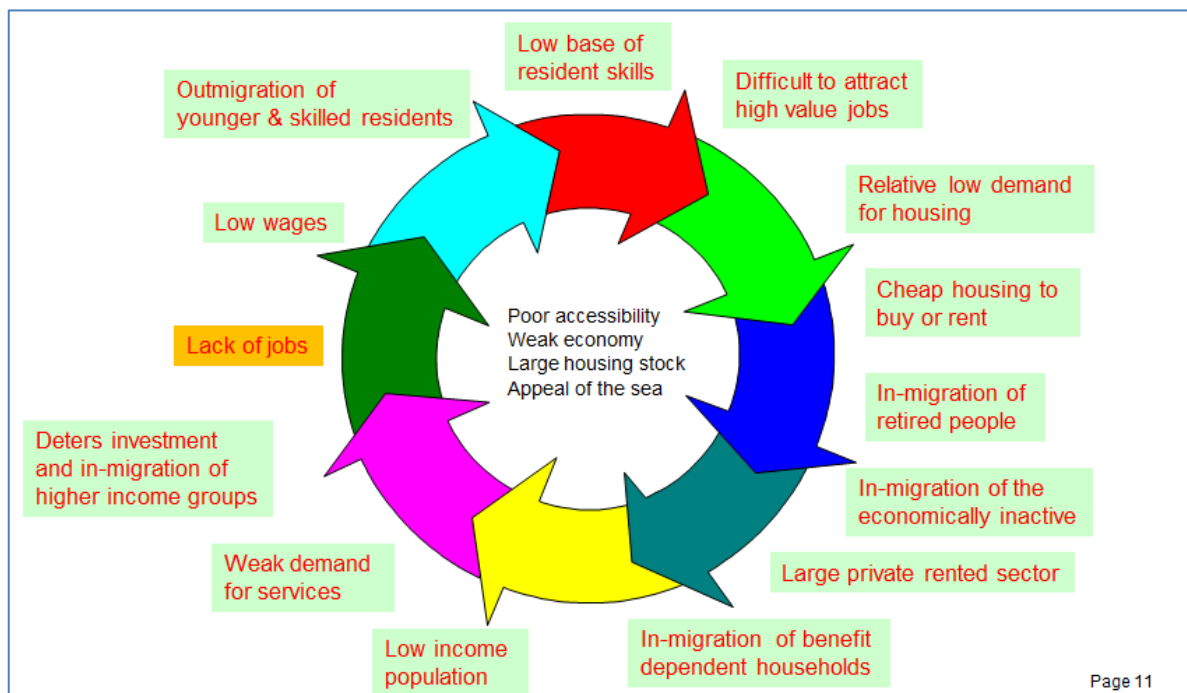 Low base of
resident skills
Difficult to attract
high value jobs
Relative low demand
for housing
Cheap housing to
buy or rent
In-migration of
retired people
In-migration of the
economically inactive
Large private rented sector
In-migration of benefit
dependent households
Low income
population
Weak demand
for services
Deters investment
and in-migration of
higher income groups
Lack of jobs
Low wages
Outmigration of
younger & skilled residents
Poor accessibility
Weak economy
Large housing stock
Appeal of the sea
Page 11